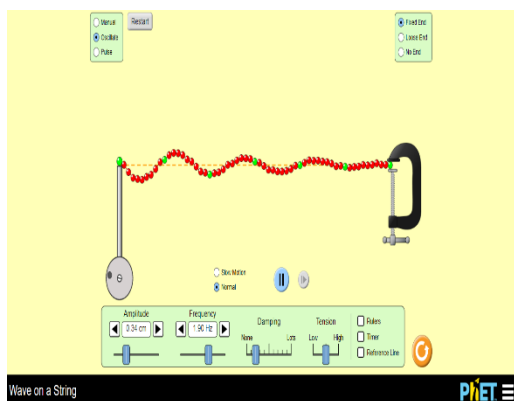 Manual
Oscillate
Pulse
Restart
Fixed End
Loose End
No End
Slow Motion
Normal
Amplitude
0.34 cm
Frequency
1.90 Hz
Damping
None
Lots
Tension
Low
High
Rulers
Timer
Reference Line
Wave on a String
PhET